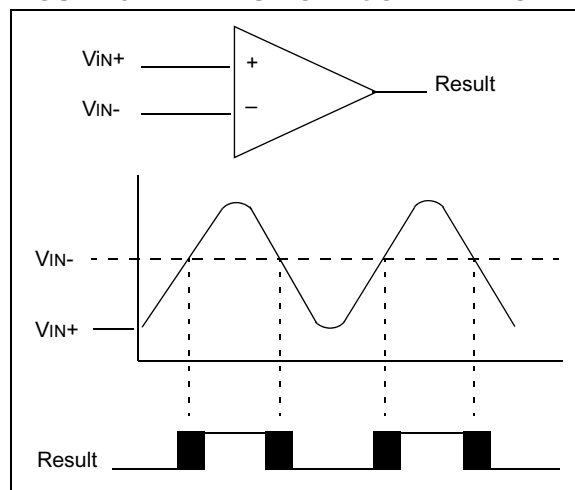 VIN+
+
Result
VIN-
–
VIN-
VIN+
Result